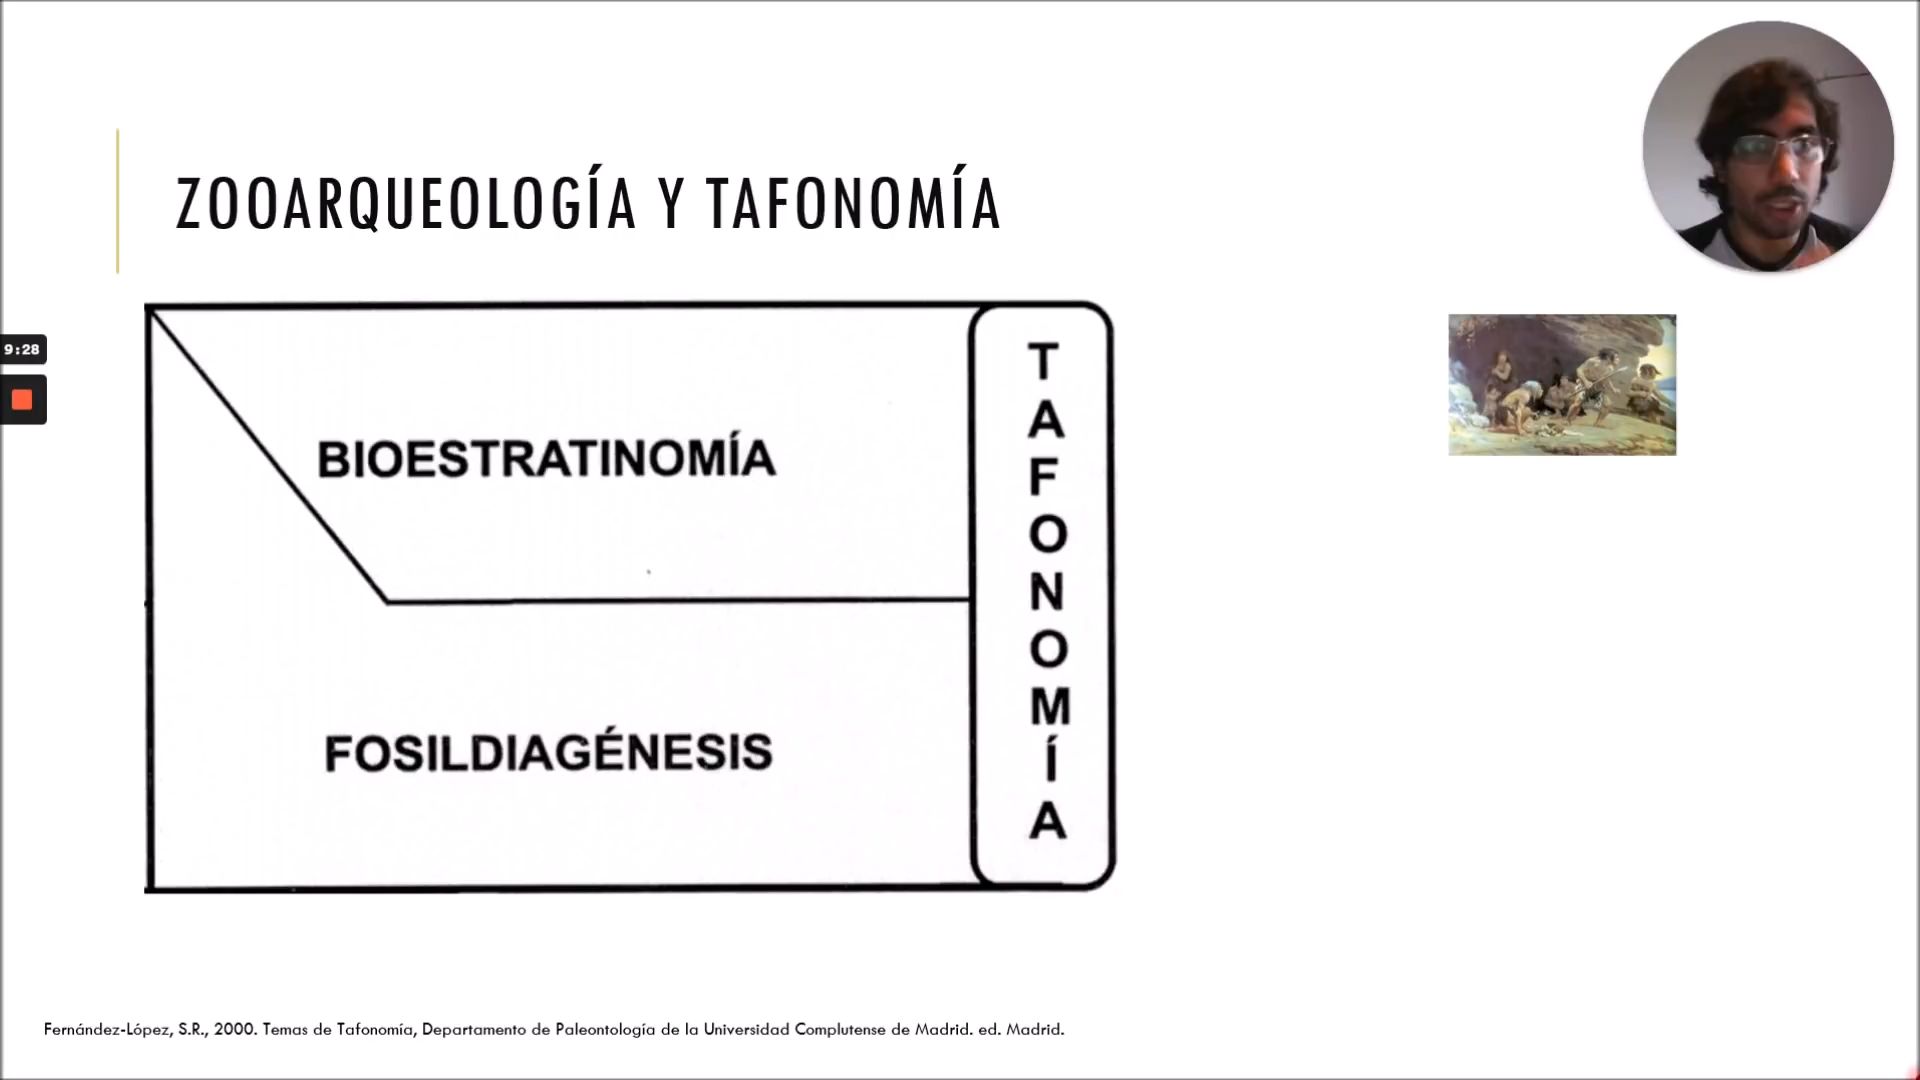 ZOOARQUEOLOGÍA Y TAFONOMÍA
9:28
BIOESTRATINOMÍA
FOSILDIAGÉNESIS
T
A
F
O
N
O
M
Í
A
Fernández-López, S.R., 2000. Temas de Tafonomía, Departamento de Paleontología de la Universidad Complutense de Madrid. ed. Madrid.